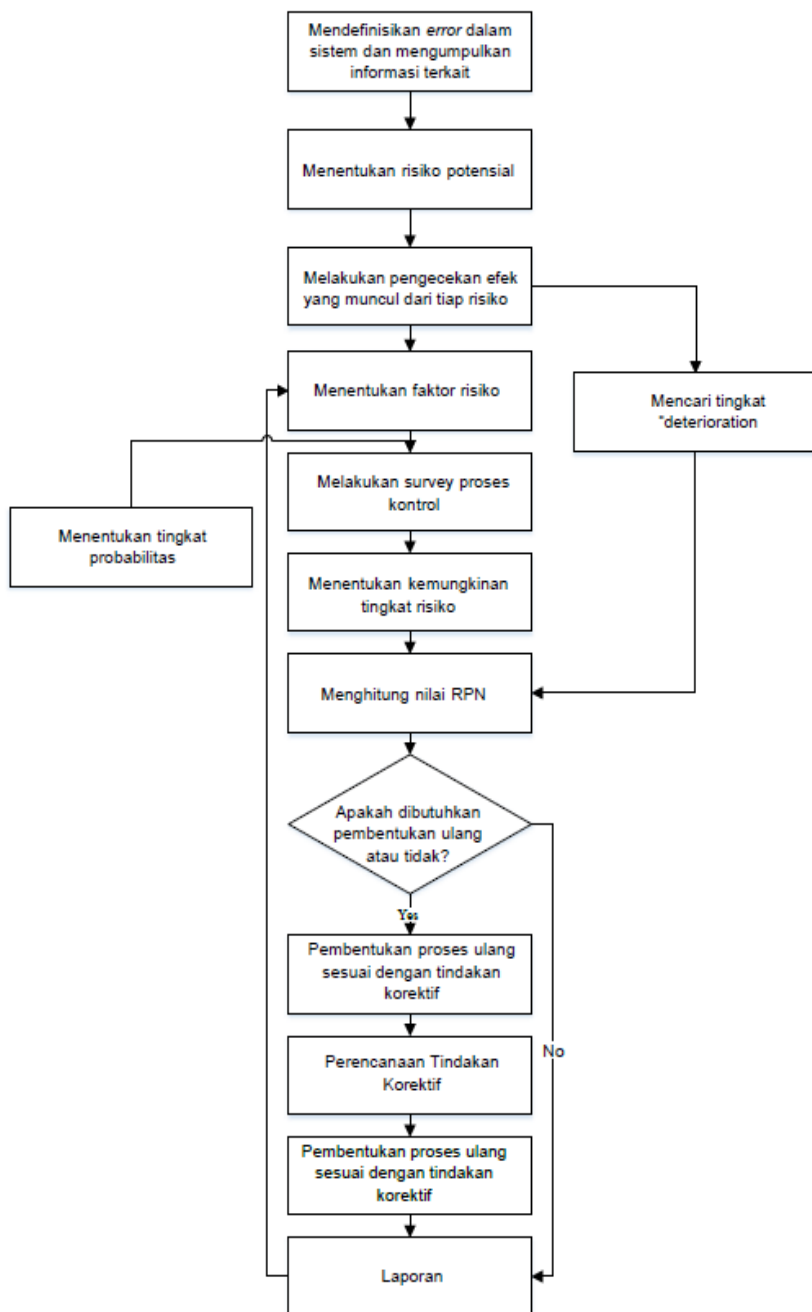 Mendefinisikan error dalam
sistem dan mengumpulkan
informasi terkait
Menentukan risiko potensial
Melakukan pengecekan efek
yang muncul dari tiap risiko
Menentukan faktor risiko
Mencari tingkat
"deterioration
Melakukan survey proses
kontrol
Menentukan tingkat
probabilitas
Menentukan kemungkinan
tingkat risiko
Menghitung nilai RPN
Apakah dibutuhkan
pembentukan ulang
atau tidak?
Yes
Pembentukan proses ulang
sesuai dengan tindakan
korektif
No
Perencanaan Tindakan
Korektif
Pembentukan proses ulang
sesuai dengan tindakan
korektif
Laporan